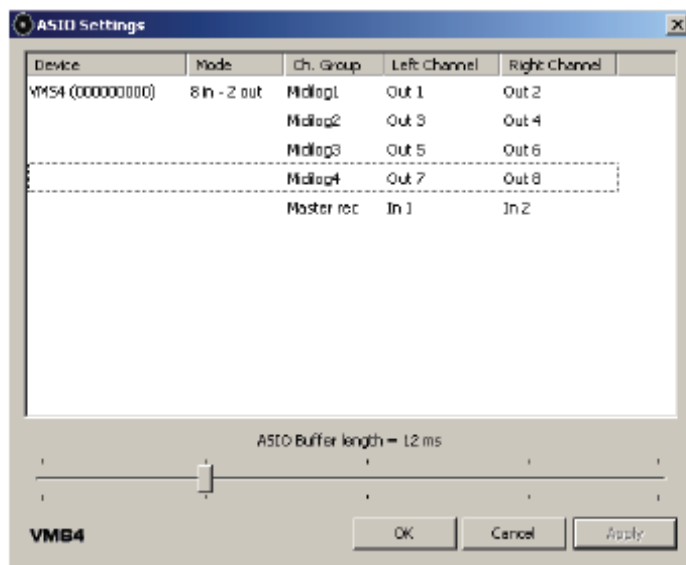 ASIO Settings
Device Mode Ch. Group Left Channel Right Channel
VMS4 (000000000) 8 in - 2 out Midilog1 Out 1 Out 2
Midilog2 Out 3 Out 4
Midilog3 Out 5 Out 6
Midilog4 Out 7 Out 8
Master rec In 1 In 2
ASIO Buffer length = 12 ms
VMS4 OK Cancel Apply